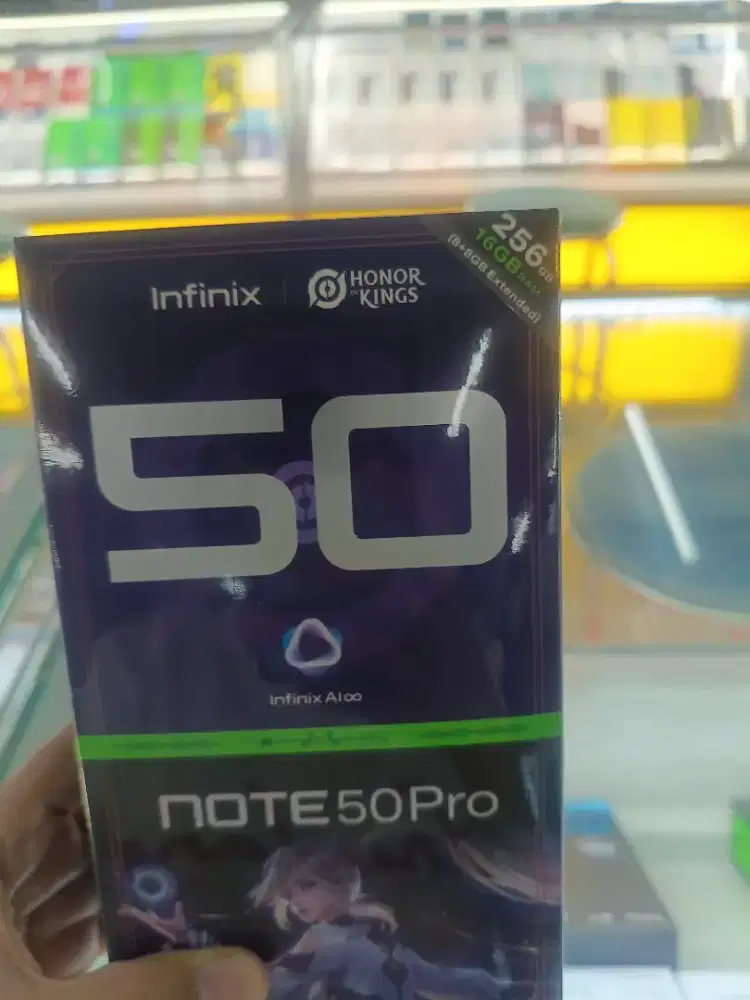 Infinix
HONOR
OF KINGS
256GB
16GB RAM
(8+8GB Extended)
50
Infinix AI∞
NOTE 50 Pro